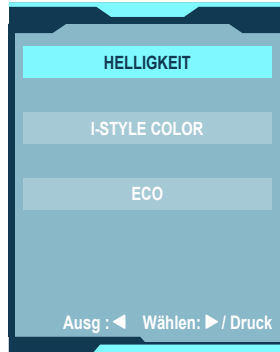 HELLIGKEIT
I-STYLE COLOR
ECO
Ausg : ◀ Wählen: ▶ / Druck